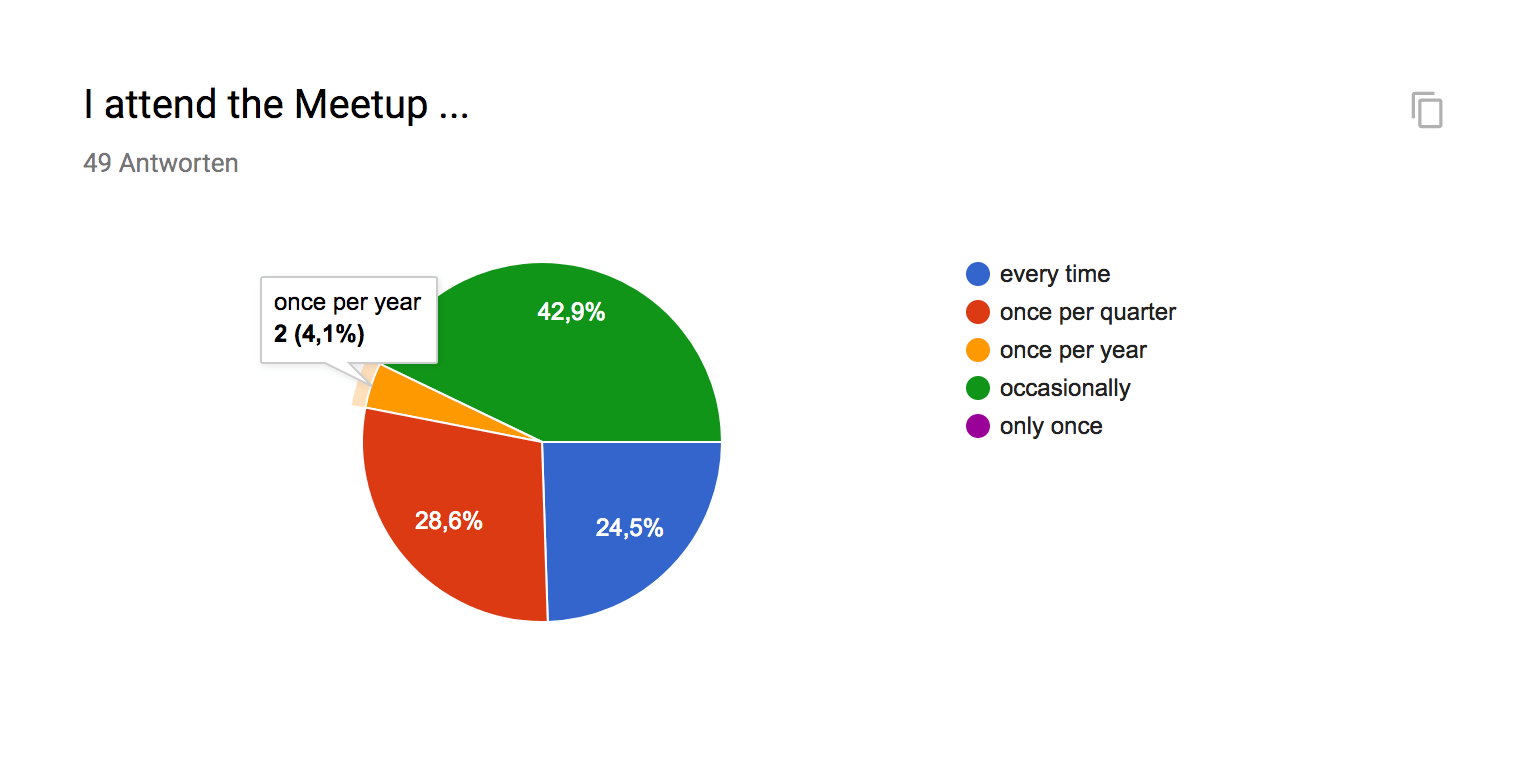 I attend the Meetup ...
49 Antworten
once per year
2 (4,1%)
42,9%
28,6%
24,5%
every time
once per quarter
once per year
occasionally
only once